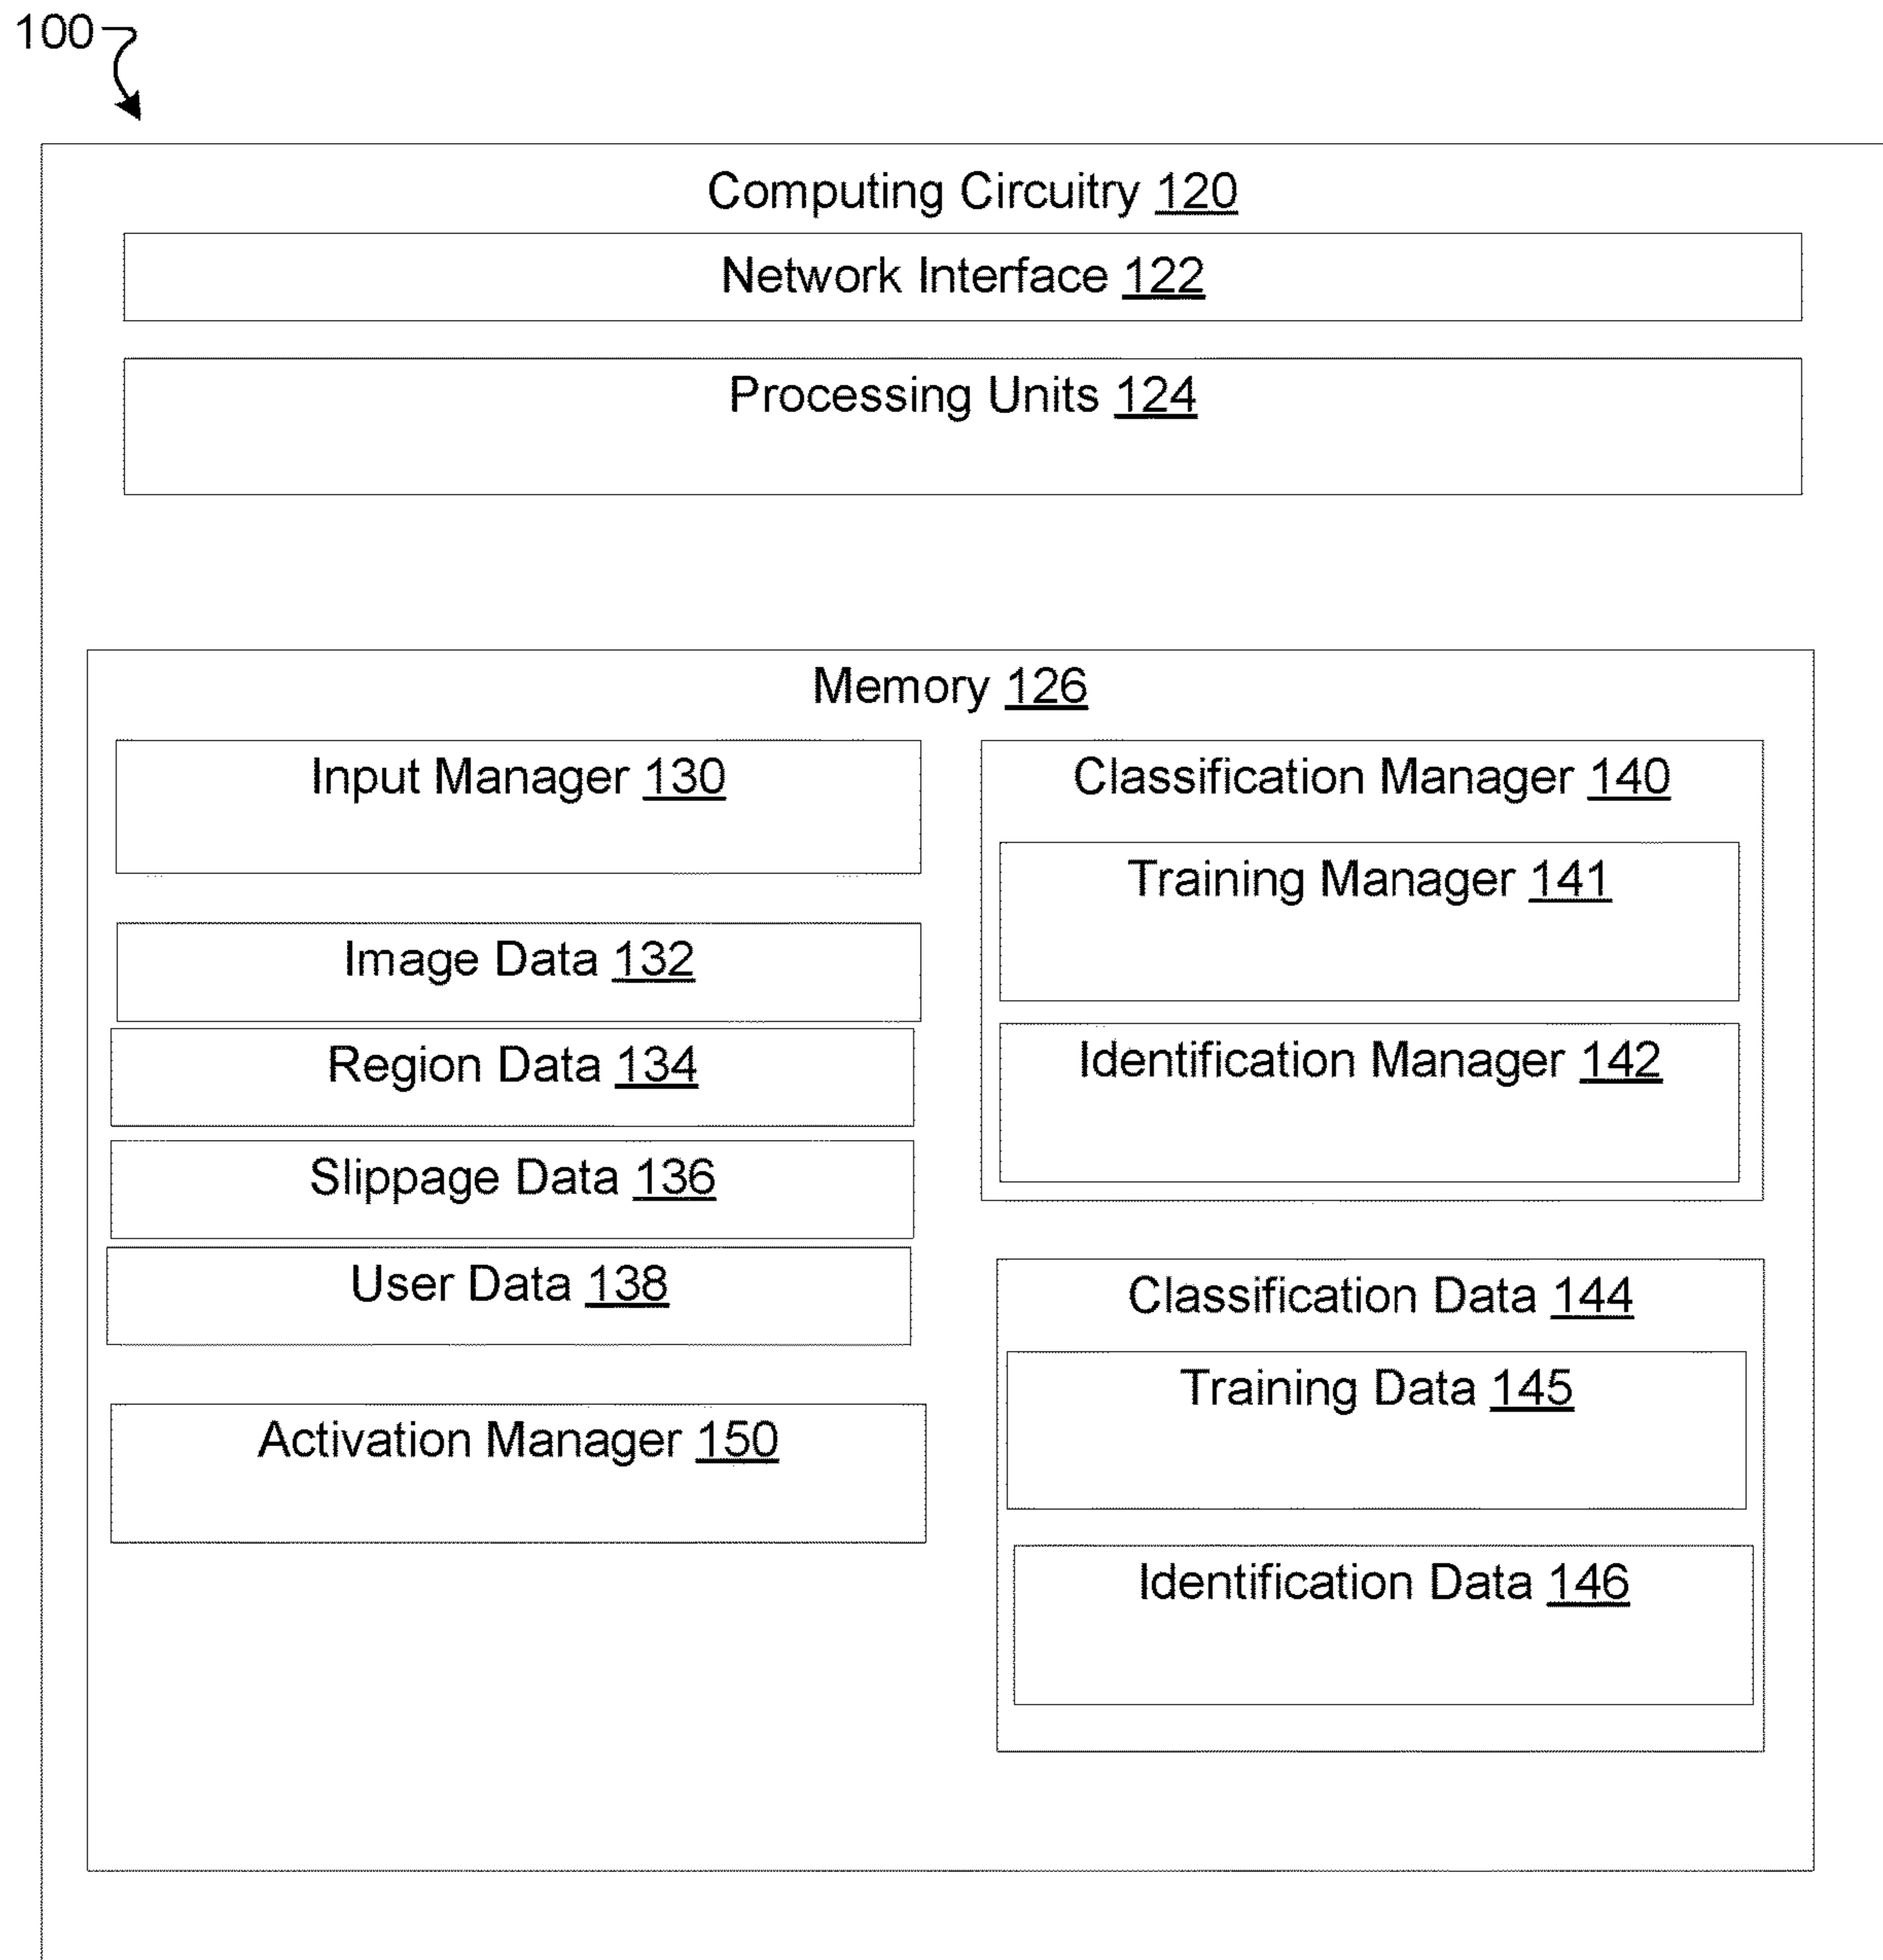 100
Computing Circuitry 120
Network Interface 122
Processing Units 124
Memory 126
Input Manager 130
Image Data 132
Region Data 134
Slippage Data 136
User Data 138
Activation Manager 150
Classification Manager 140
Training Manager 141
Identification Manager 142
Classification Data 144
Training Data 145
Identification Data 146